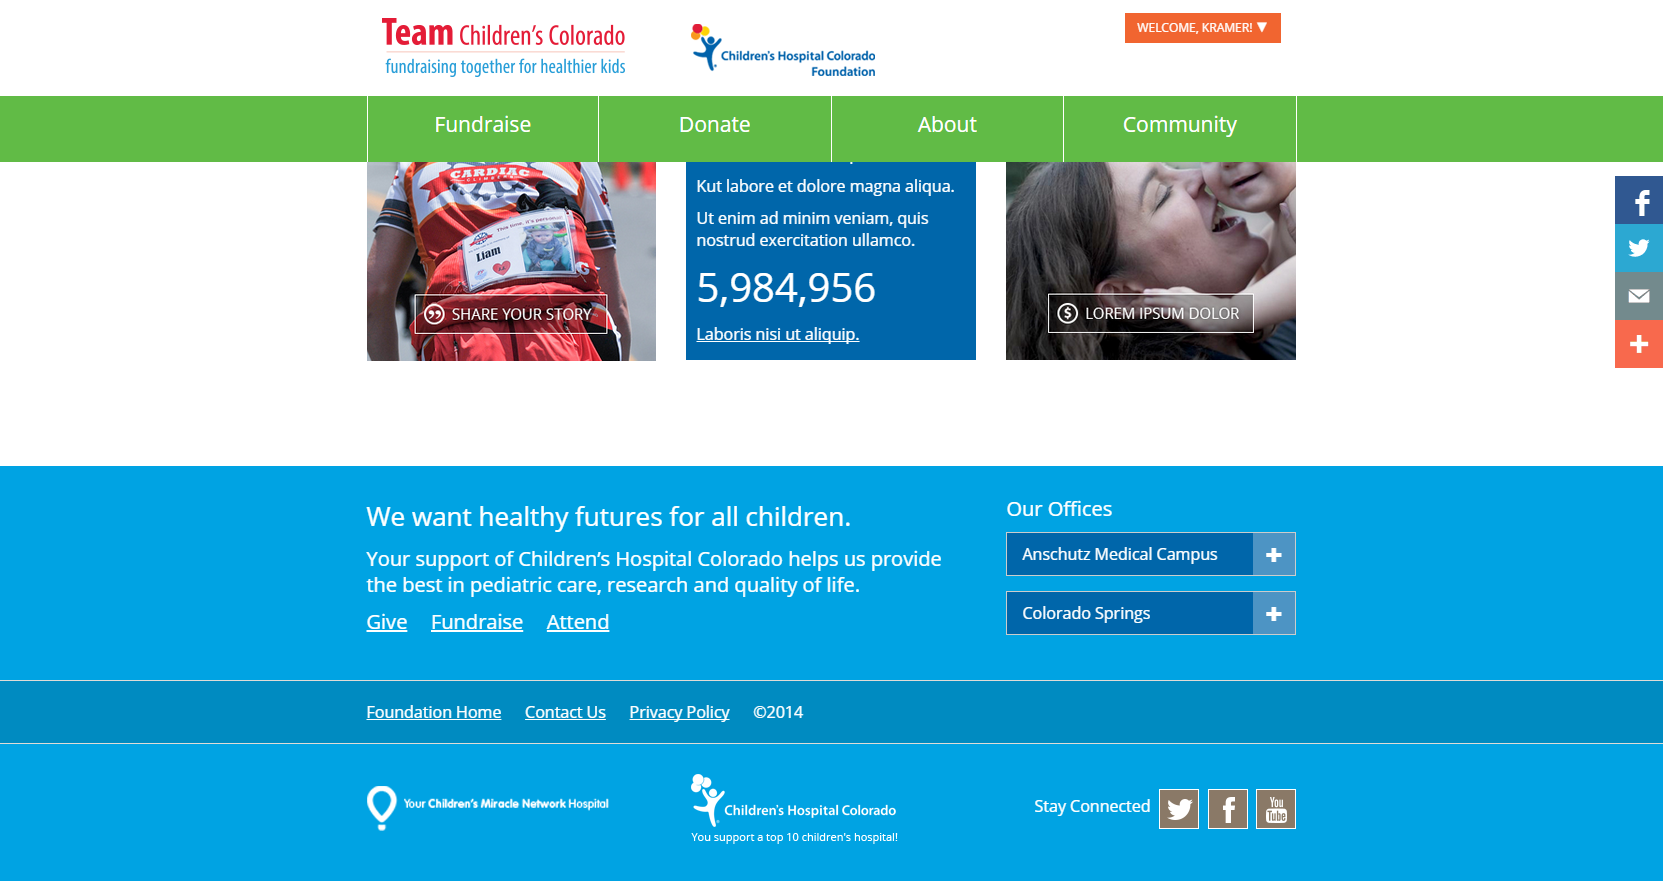 Team Children's Colorado
fundraising together for healthier kids
Children's Hospital Colorado
Foundation
WELCOME, KRAMER! ▼
Fundraise
Donate
About
Community
CARDIAC
This time, it's personal!
Liam
SHARE YOUR STORY
Kut labore et dolore magna aliqua.
Ut enim ad minim veniam, quis
nostrud exercitation ullamco.
5,984,956
Laboris nisi ut aliquip.
LOREM IPSUM DOLOR
We want healthy futures for all children.
Your support of Children’s Hospital Colorado helps us provide
the best in pediatric care, research and quality of life.
Give Fundraise Attend
Our Offices
Anschutz Medical Campus
Colorado Springs
Foundation Home Contact Us Privacy Policy ©2014
Your Children's Miracle Network Hospital
Children's Hospital Colorado
You support a top 10 children's hospital!
Stay Connected
You
Tube